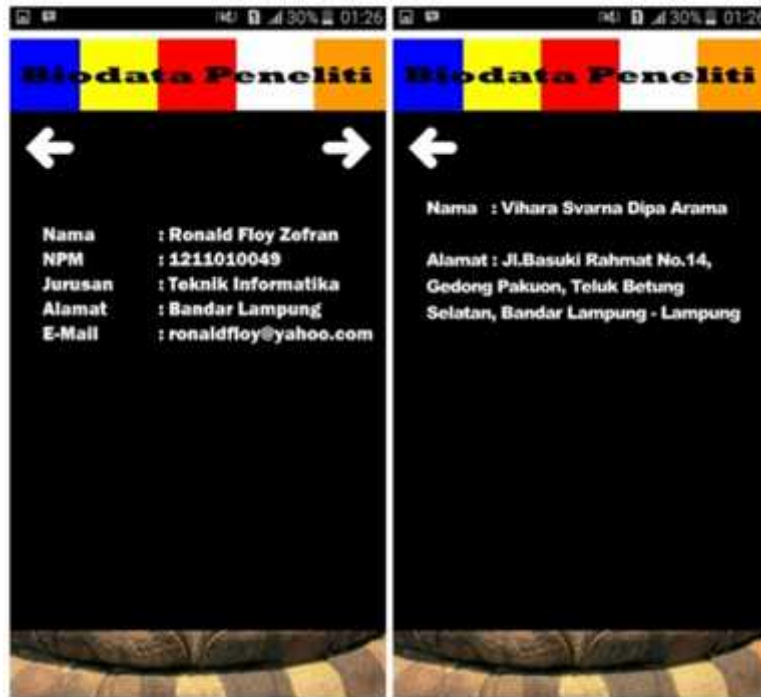 30% 01:26
Biodata Peneliti
Nama : Ronald Floy Zefran
NPM : 1211010049
Jurusan : Teknik Informatika
Alamat : Bandar Lampung
E-Mail : ronaldfloy@yahoo.com
30% 01:26
Biodata Peneliti
Nama : Vihara Svarna Dipa Arama
Alamat : Jl.Basuki Rahmat No.14,
Gedong Pakuon, Teluk Betung
Selatan, Bandar Lampung - Lampung